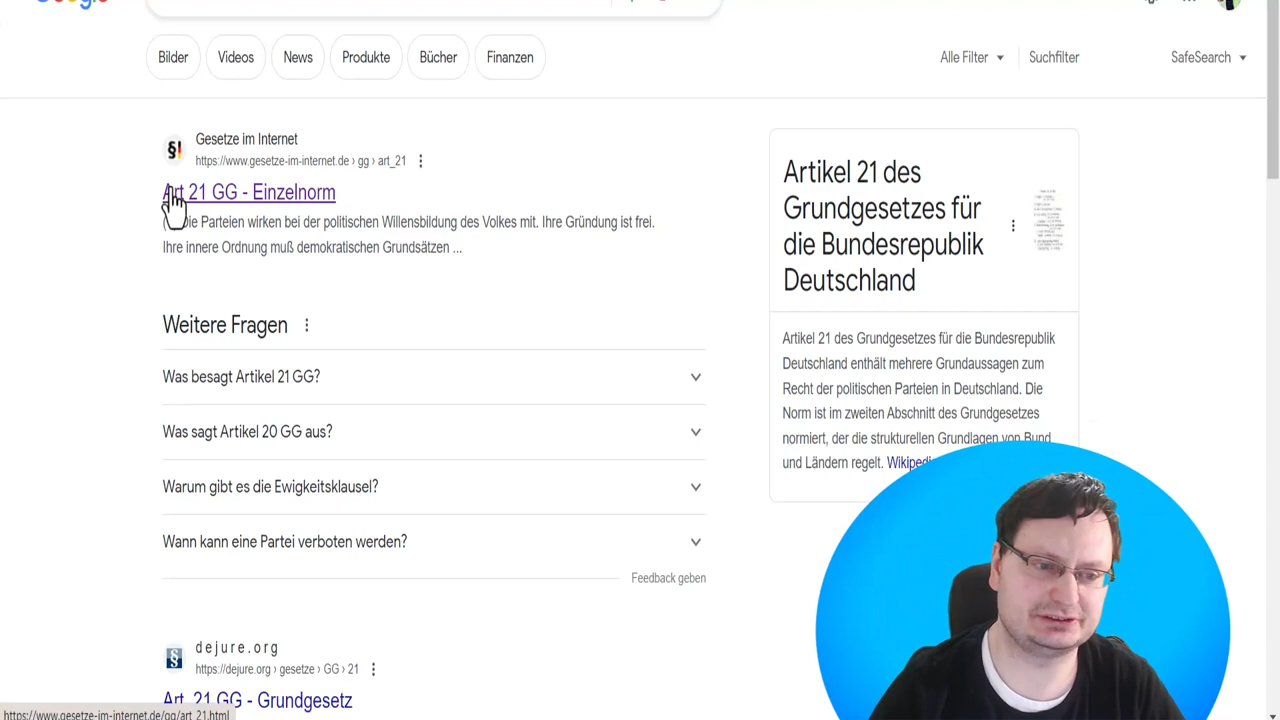 Bilder Videos News Produkte Bücher Finanzen Alle Filter Suchfilter SafeSearch
Gesetze im Internet
https://www.gesetze-im-internet.de › gg › art_21
Art 21 GG - Einzelnorm
Parteien wirken bei der politischen Willensbildung des Volkes mit. Ihre Gründung ist frei.
Ihre innere Ordnung muß demokratischen Grundsätzen ...
Weitere Fragen
Was besagt Artikel 21 GG?
Was sagt Artikel 20 GG aus?
Warum gibt es die Ewigkeitsklausel?
Wann kann eine Partei verboten werden?
Feedback geben
dejure.org
https://dejure.org › gesetze › GG › 21
Art. 21 GG - Grundgesetz
Artikel 21 des
Grundgesetzes für
die Bundesrepublik
Deutschland
Artikel 21 des Grundgesetzes für die Bundesrepublik
Deutschland enthält mehrere Grundaussagen zum
Recht der politischen Parteien in Deutschland. Die
Norm ist im zweiten Abschnitt des Grundgesetzes
normiert, der die strukturellen Grundlagen von Bund
und Ländern regelt. Wikipedi
https://www.gesetze-im-internet.de/gg/art_21.html